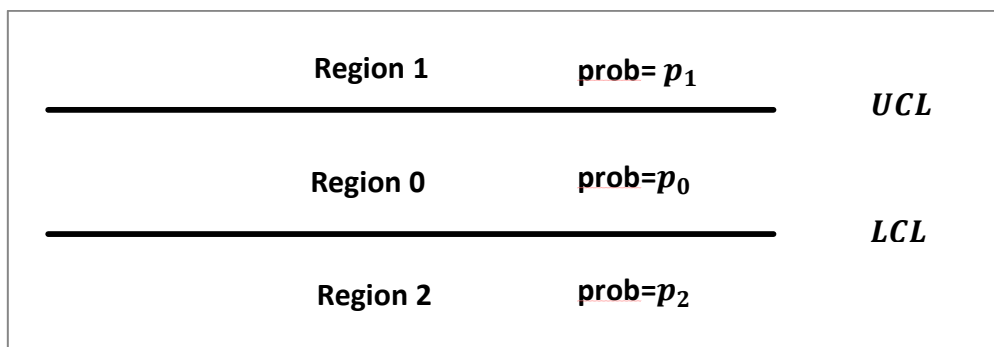 Region 1 prob= p₁
UCL
Region 0 prob=p₀
LCL
Region 2 prob=p₂